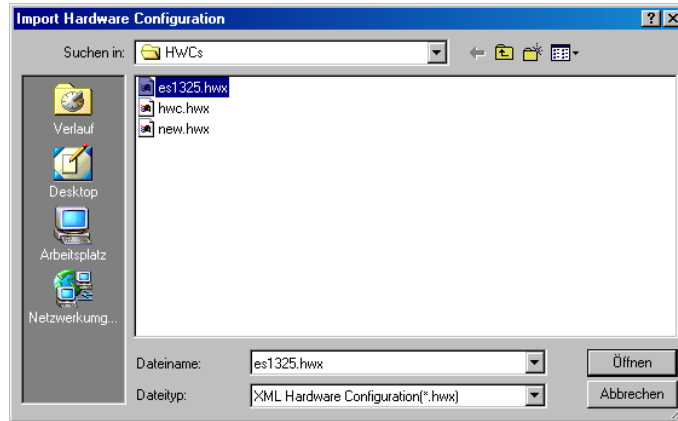 Import Hardware Configuration
Suchen in: HWCs
es1325.hwx
hwc.hwx
new.hwx
Verlauf
Desktop
Arbeitsplatz
Netzwerkumg...
Dateiname: es1325.hwx Öffnen
Dateityp: XML Hardware Configuration(*.hwx) Abbrechen